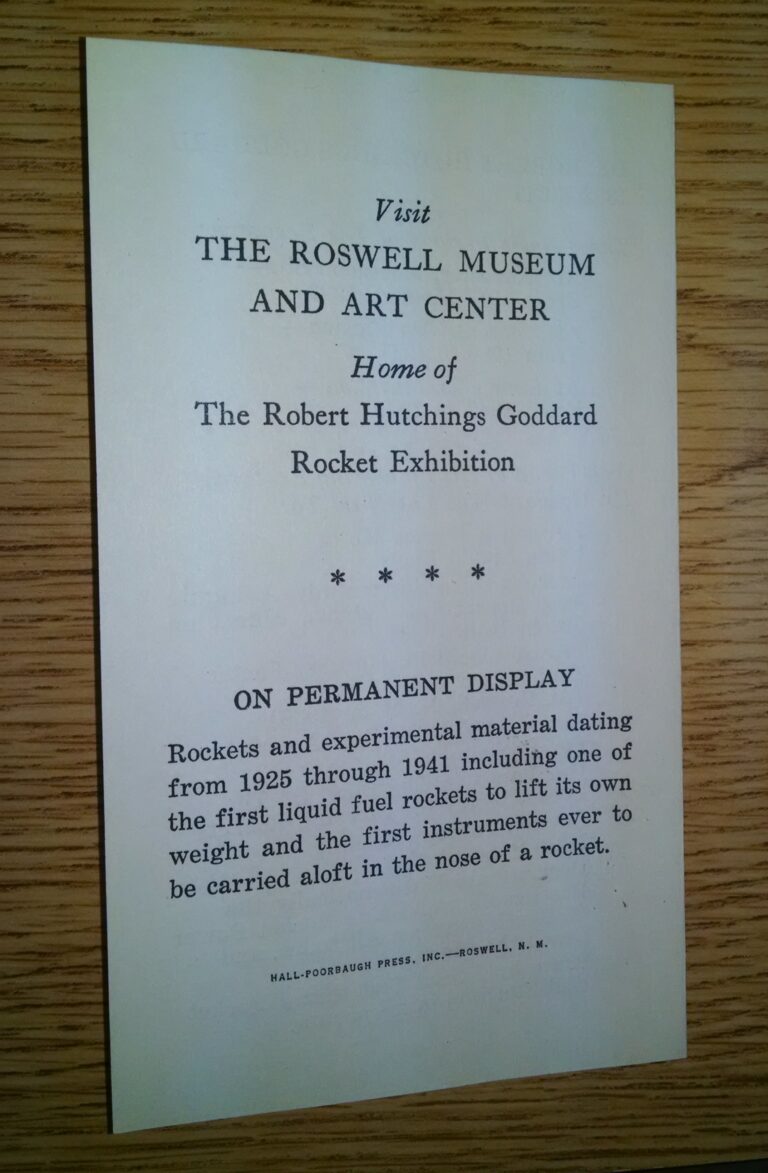 Visit
THE ROSWELL MUSEUM
AND ART CENTER
Home of
The Robert Hutchings Goddard
Rocket Exhibition
* * * *
ON PERMANENT DISPLAY
Rockets and experimental material dating
from 1925 through 1941 including one of
the first liquid fuel rockets to lift its own
weight and the first instruments ever to
be carried aloft in the nose of a rocket.
HALL-POORBAUGH PRESS, INC.—ROSWELL, N. M.